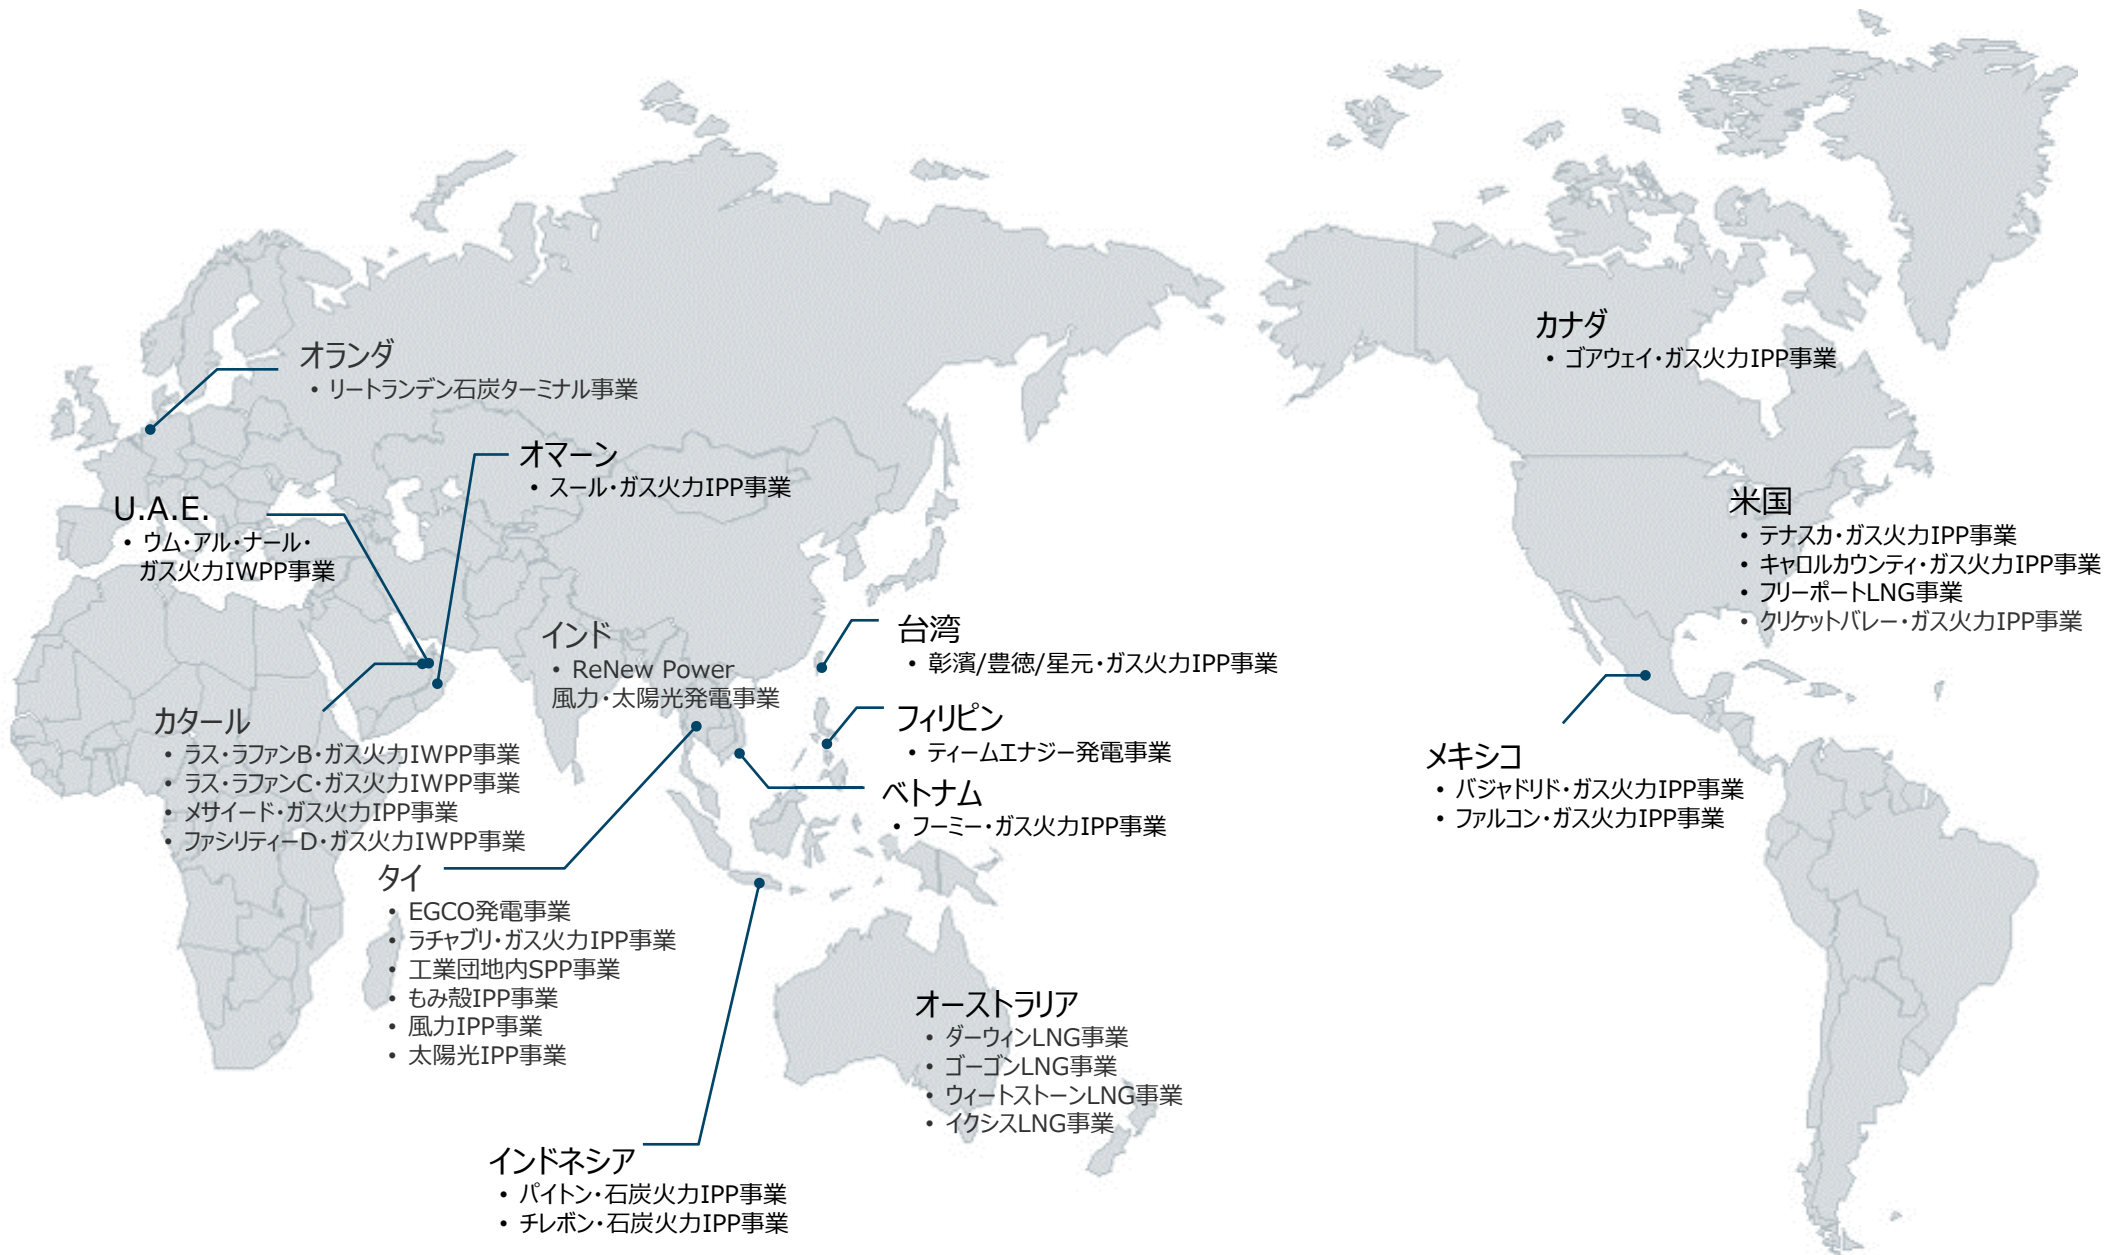 オランダ
• リートランデン石炭ターミナル事業
オマーン
• スール・ガス火力IPP事業
U.A.E.
• ウム・アル・ナール・
ガス火力IWPP事業
インド
• ReNew Power
風力・太陽光発電事業
カタール
• ラス・ラファンB・ガス火力IWPP事業
• ラス・ラファンC・ガス火力IWPP事業
• メサイード・ガス火力IPP事業
• ファシリティーD・ガス火力IWPP事業
タイ
• EGCO発電事業
• ラチャブリ・ガス火力IPP事業
• 工業団地内SPP事業
• もみ殻IPP事業
• 風力IPP事業
• 太陽光IPP事業
台湾
• 彰濱/豊徳/星元・ガス火力IPP事業
フィリピン
• ティームエナジー発電事業
ベトナム
• フーミー・ガス火力IPP事業
オーストラリア
• ダーウィンLNG事業
• ゴーゴンLNG事業
• ウィートストーンLNG事業
• イクシスLNG事業
インドネシア
• パイトン・石炭火力IPP事業
• チレボン・石炭火力IPP事業
カナダ
• ゴアウェイ・ガス火力IPP事業
米国
• テナスカ・ガス火力IPP事業
• キャロルカウンティ・ガス火力IPP事業
• フリーポートLNG事業
• クリケットバレー・ガス火力IPP事業
メキシコ
• バジャドリド・ガス火力IPP事業
• ファルコン・ガス火力IPP事業